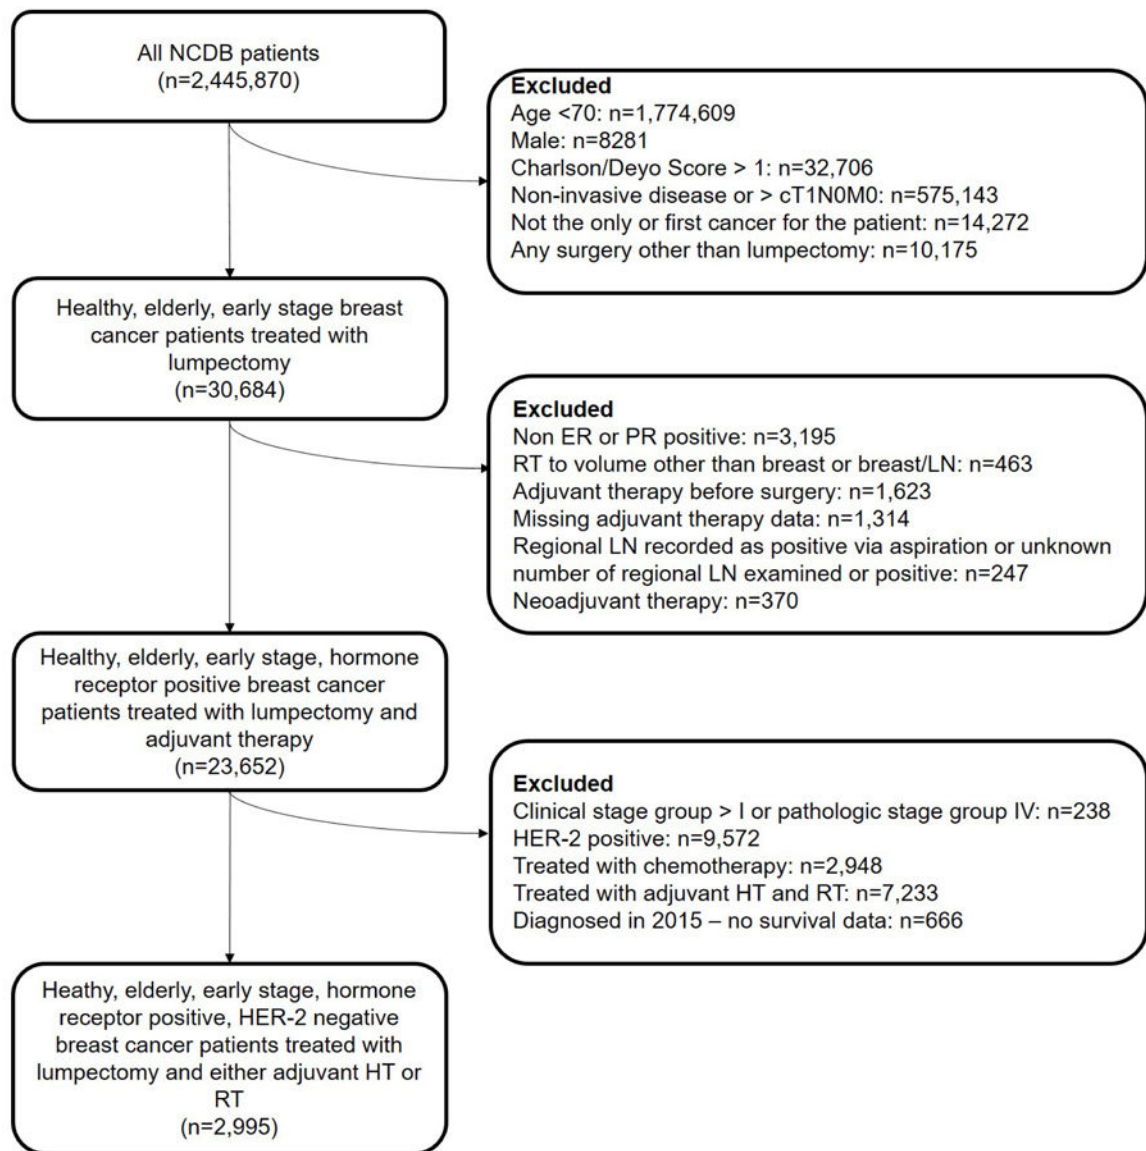 All NCDB patients
(n=2,445,870)
Excluded
Age <70: n=1,774,609
Male: n=8281
Charlson/Deyo Score > 1: n=32,706
Non-invasive disease or > cT1N0M0: n=575,143
Not the only or first cancer for the patient: n=14,272
Any surgery other than lumpectomy: n=10,175
Healthy, elderly, early stage breast
cancer patients treated with
lumpectomy
(n=30,684)
Excluded
Non ER or PR positive: n=3,195
RT to volume other than breast or breast/LN: n=463
Adjuvant therapy before surgery: n=1,623
Missing adjuvant therapy data: n=1,314
Regional LN recorded as positive via aspiration or unknown
number of regional LN examined or positive: n=247
Neoadjuvant therapy: n=370
Healthy, elderly, early stage, hormone
receptor positive breast cancer
patients treated with lumpectomy and
adjuvant therapy
(n=23,652)
Excluded
Clinical stage group > I or pathologic stage group IV: n=238
HER-2 positive: n=9,572
Treated with chemotherapy: n=2,948
Treated with adjuvant HT and RT: n=7,233
Diagnosed in 2015 – no survival data: n=666
Heathy, elderly, early stage, hormone
receptor positive, HER-2 negative
breast cancer patients treated with
lumpectomy and either adjuvant HT or
RT
(n=2,995)